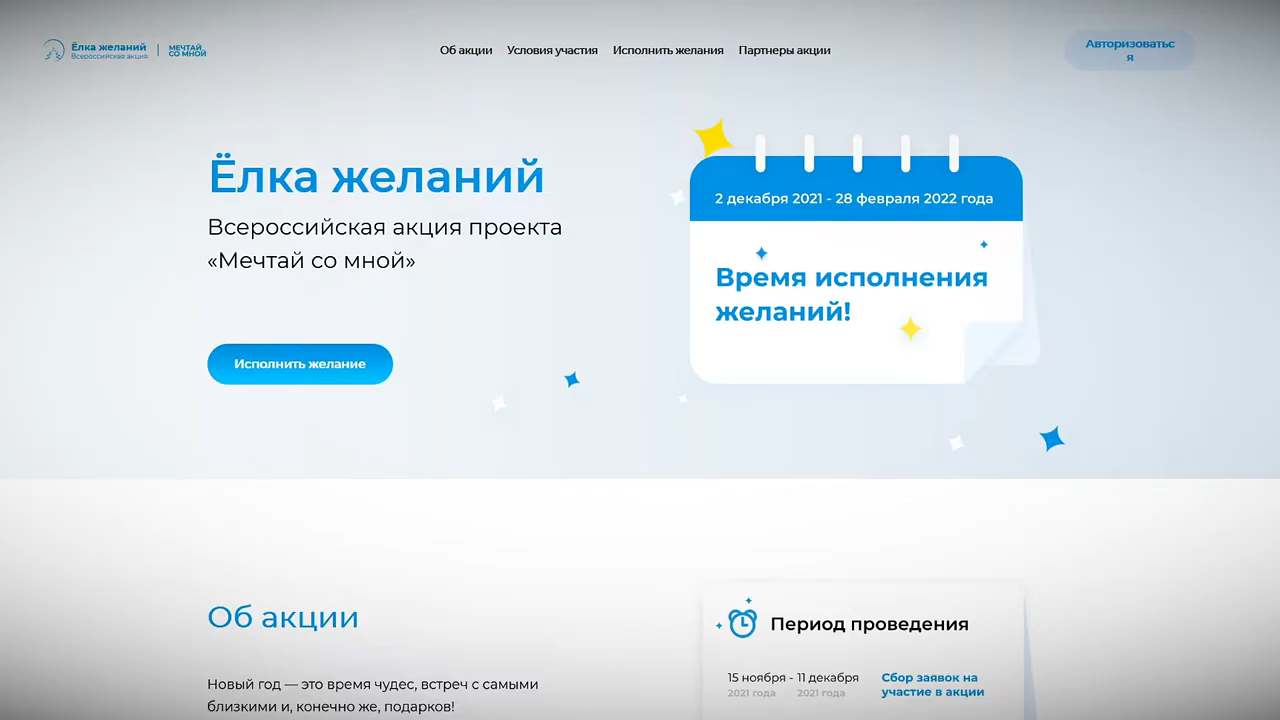 Ёлка желаний
Всероссийская акция
МЕЧТАЙ
СО МНОЙ
Об акции
Условия участия
Исполнить желания
Партнеры акции
Авторизоватьс
я
Ёлка желаний
Всероссийская акция проекта
«Мечтай со мной»
Исполнить желание
2 декабря 2021 - 28 февраля 2022 года
Время исполнения
желаний!
Об акции
Новый год — это время чудес, встреч с самыми
близкими и, конечно же, подарков!
Период проведения
15 ноября - 11 декабря
2021 года 2021 года
Сбор заявок на
участие в акции